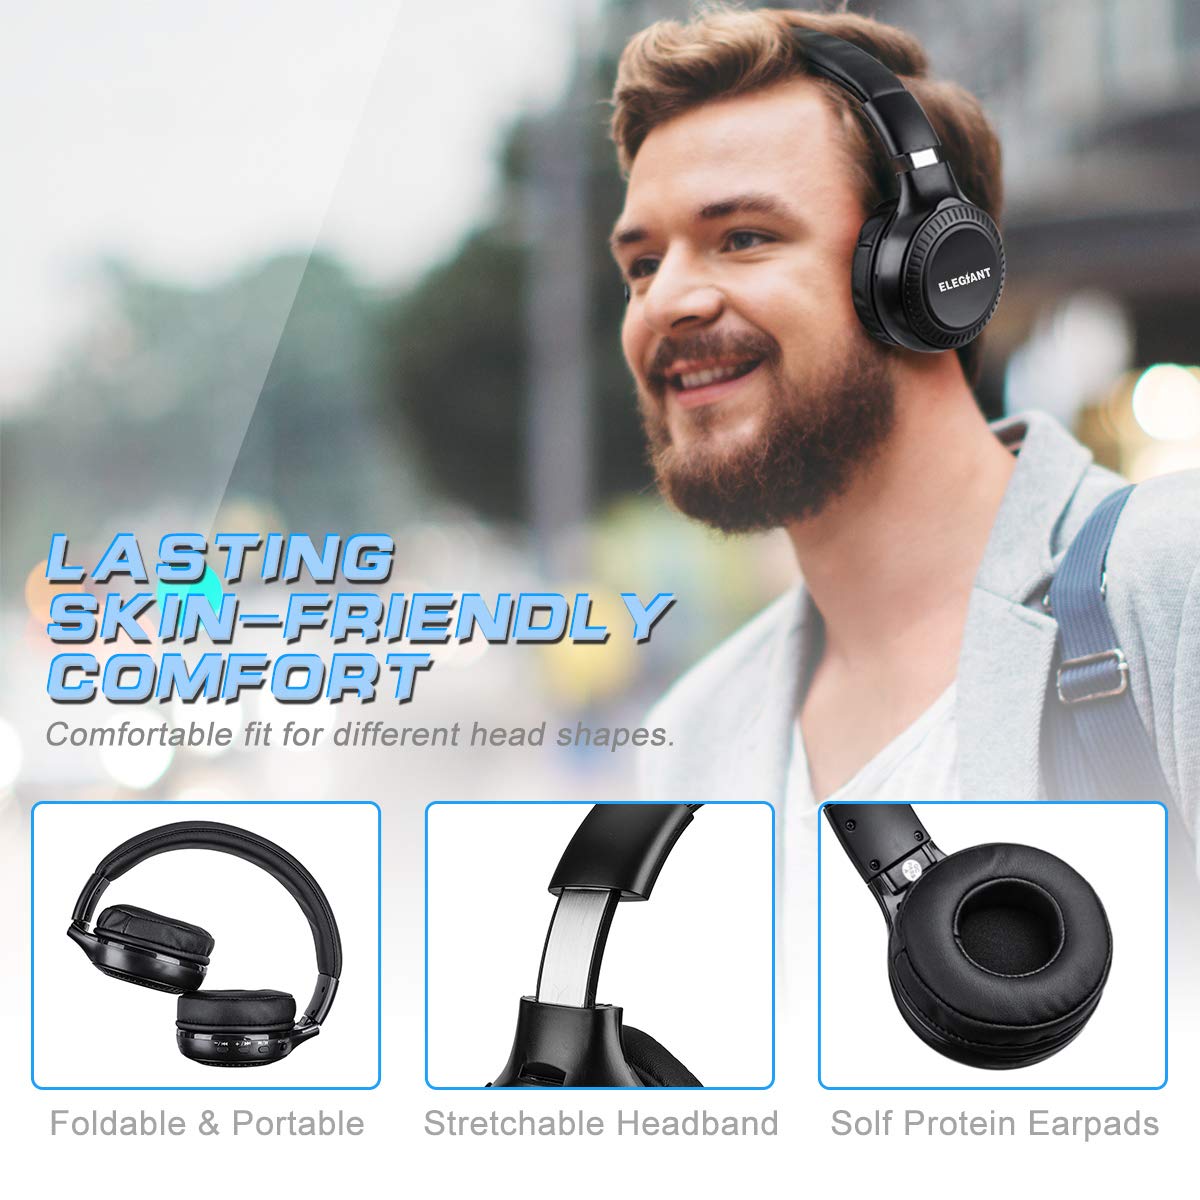 ELEGIANT
LASTING
SKIN-FRIENDLY
COMFORT
Comfortable fit for different head shapes.
Foldable & Portable
Stretchable Headband
Solf Protein Earpads